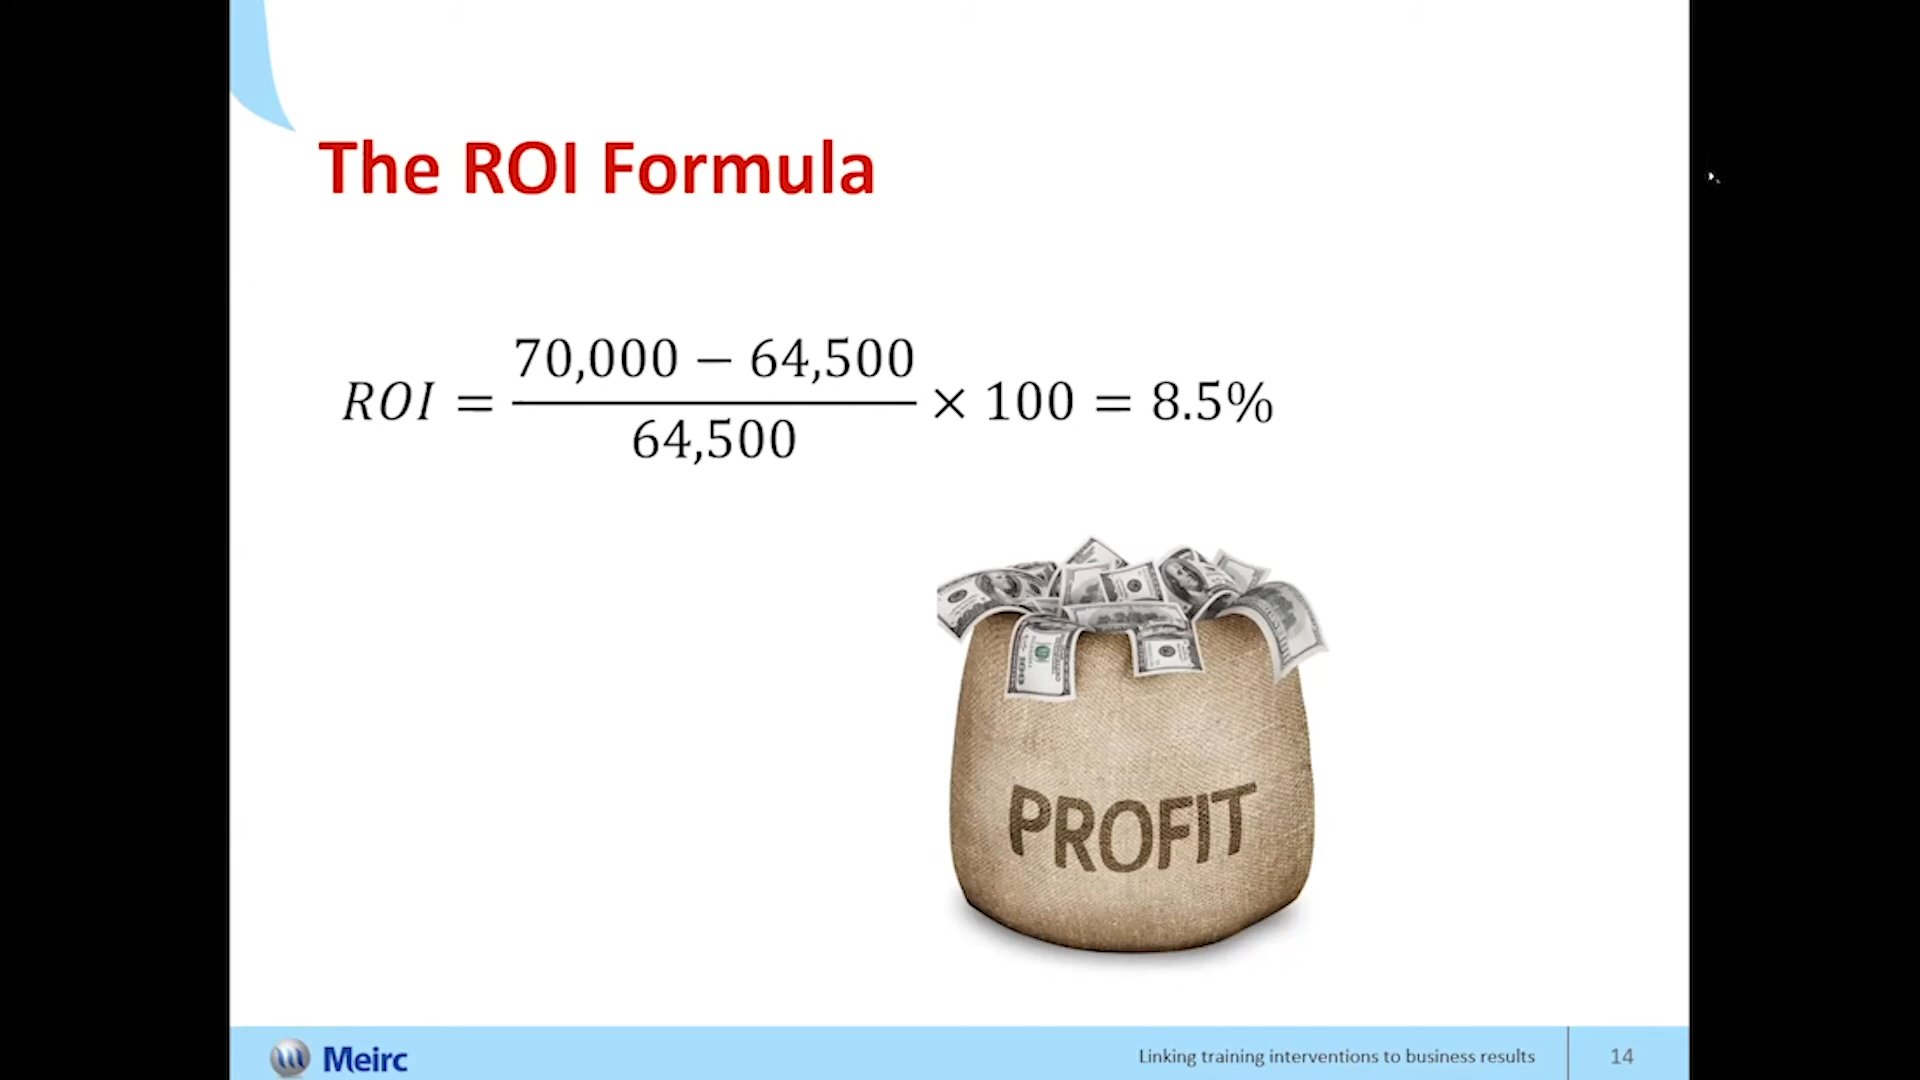 The ROI Formula
ROI = \frac{70,000 − 64,500}{64,500} × 100 = 8.5%
PROFIT
Meirc
Linking training interventions to business results
14